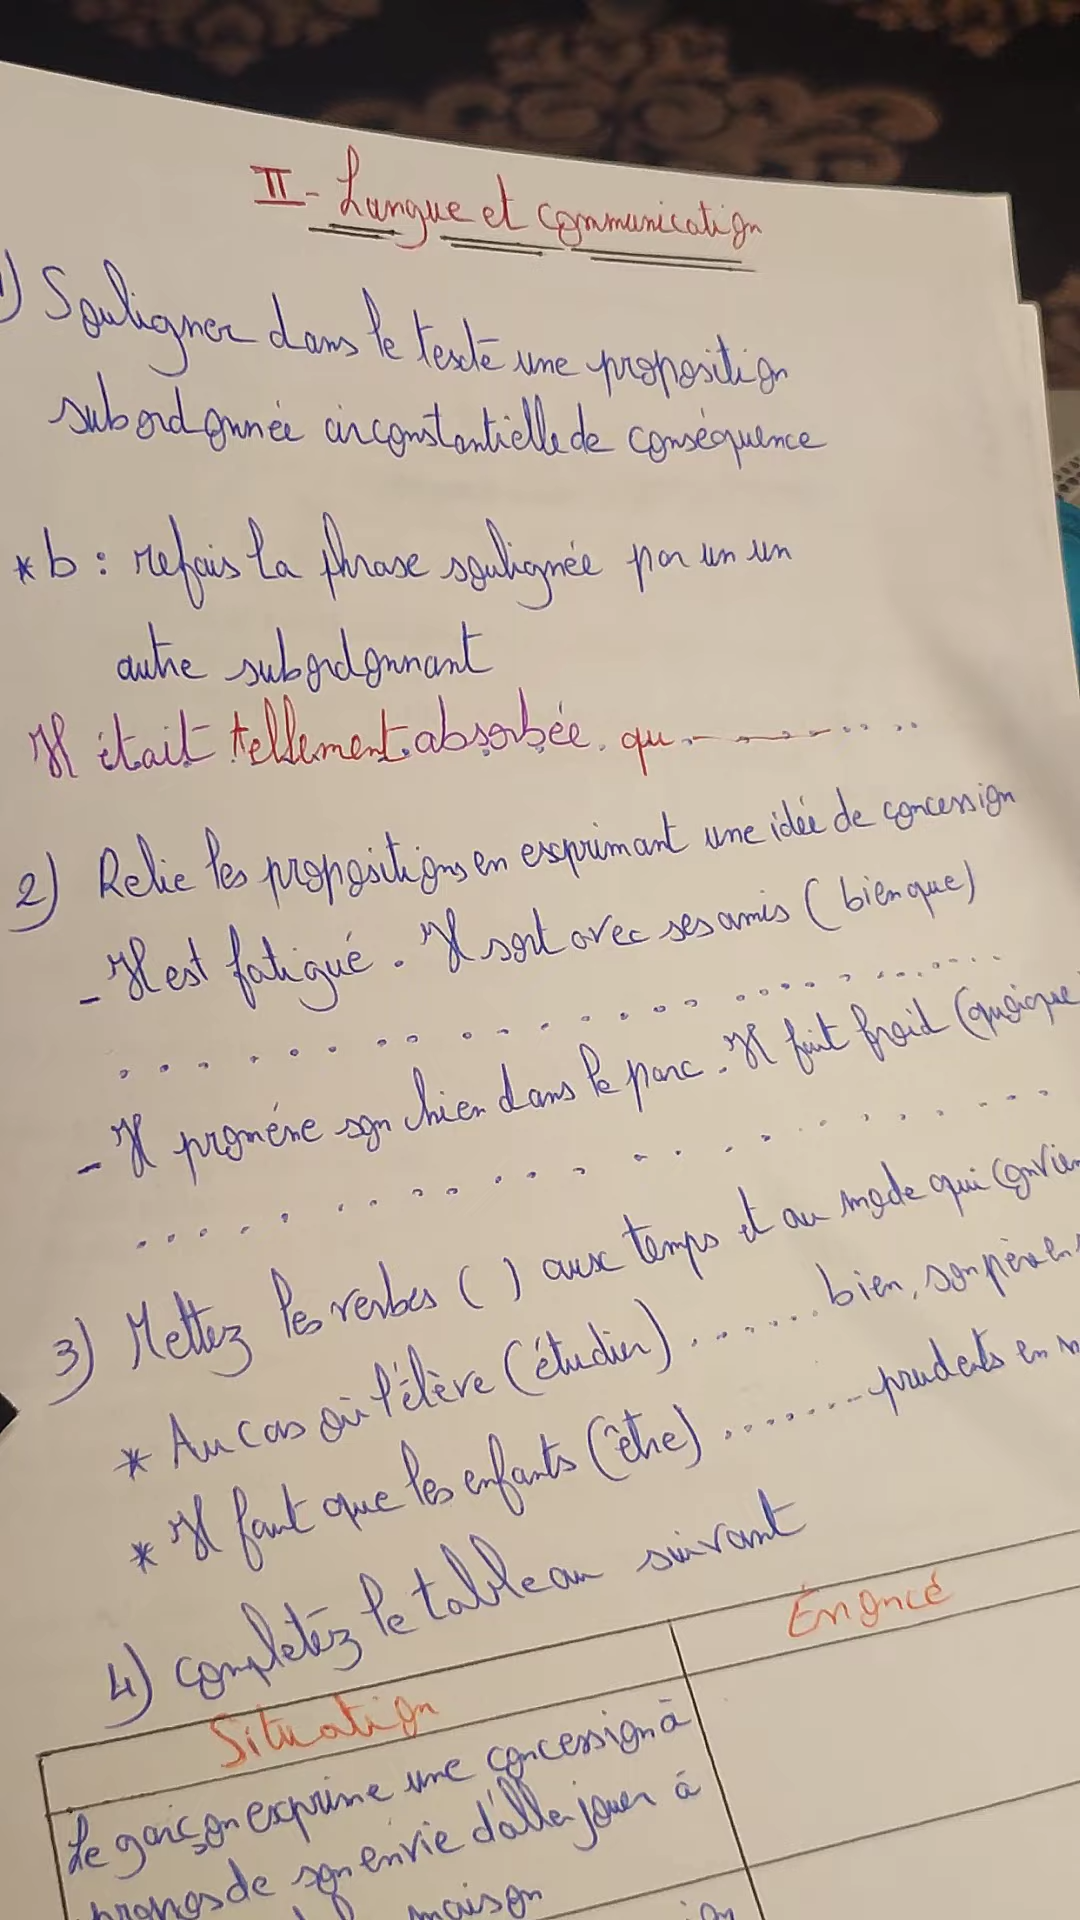 II - Langue et communication
1) Souligner dans le texte une proposition
subordonnée circonstantielle de conséquence
* b : refais la phrase soulignée par un un
autre subordonnant
Il était tellement absorbée qu............
2) Relie les propositions en exprimant une idée de concession
- Il est fatigué. Il sort avec ses amis (bien que)
....................
- Il promène son chien dans le parc. Il fait froid (quoique
....................
3) Mettez les verbes ( ) aux temps et au mode qui convien
* Au cas où l'élève (étudier) ....... bien, son père
* Il faut que les enfants (être) ........ prudents en
4) completez le tableau suivant
Situation
Énoncé
Le garçon exprime une concession à
propos de son envie d'aller jouer à
maison